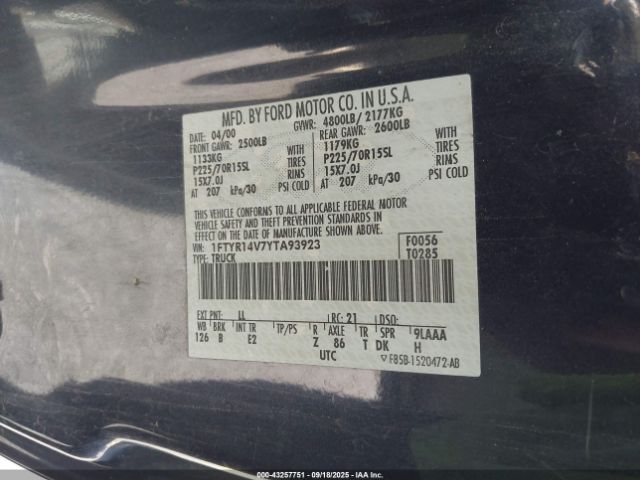 MFD. BY FORD MOTOR CO. IN U.S.A.
04/00 GVWR: 4800LB/ 2177KG
FRONT GAWR: 2500LB REAR GAWR: 2600LB
1133KG WITH 1179KG WITH
P225/70R15SL TIRES P225/70R15SL TIRES
15X7.0J RIMS 15X7.0J RIMS
AT 207 kPa/30 PSI COLD AT 207 kPa/30 PSI COLD
THIS VEHICLE CONFORMS TO ALL APPLICABLE FEDERAL MOTOR
VEHICLE SAFETY AND THEFT PREVENTION STANDARDS IN
EFFECT ON THE DATE OF MANUFACTURE SHOWN ABOVE.
VIN: 1FTYR14V7YTA93923 F0056
TYPE: TRUCK T0285
EXT PNT: LL RC: 21 DSO:
WB BRK INT TR TP/PS R AXLE TR SPR 9LAAA
126 B E2 Z 86 T DK H
UTC F85B-1520472-AB
000-43257751 - 09/18/2025 - IAA Inc.